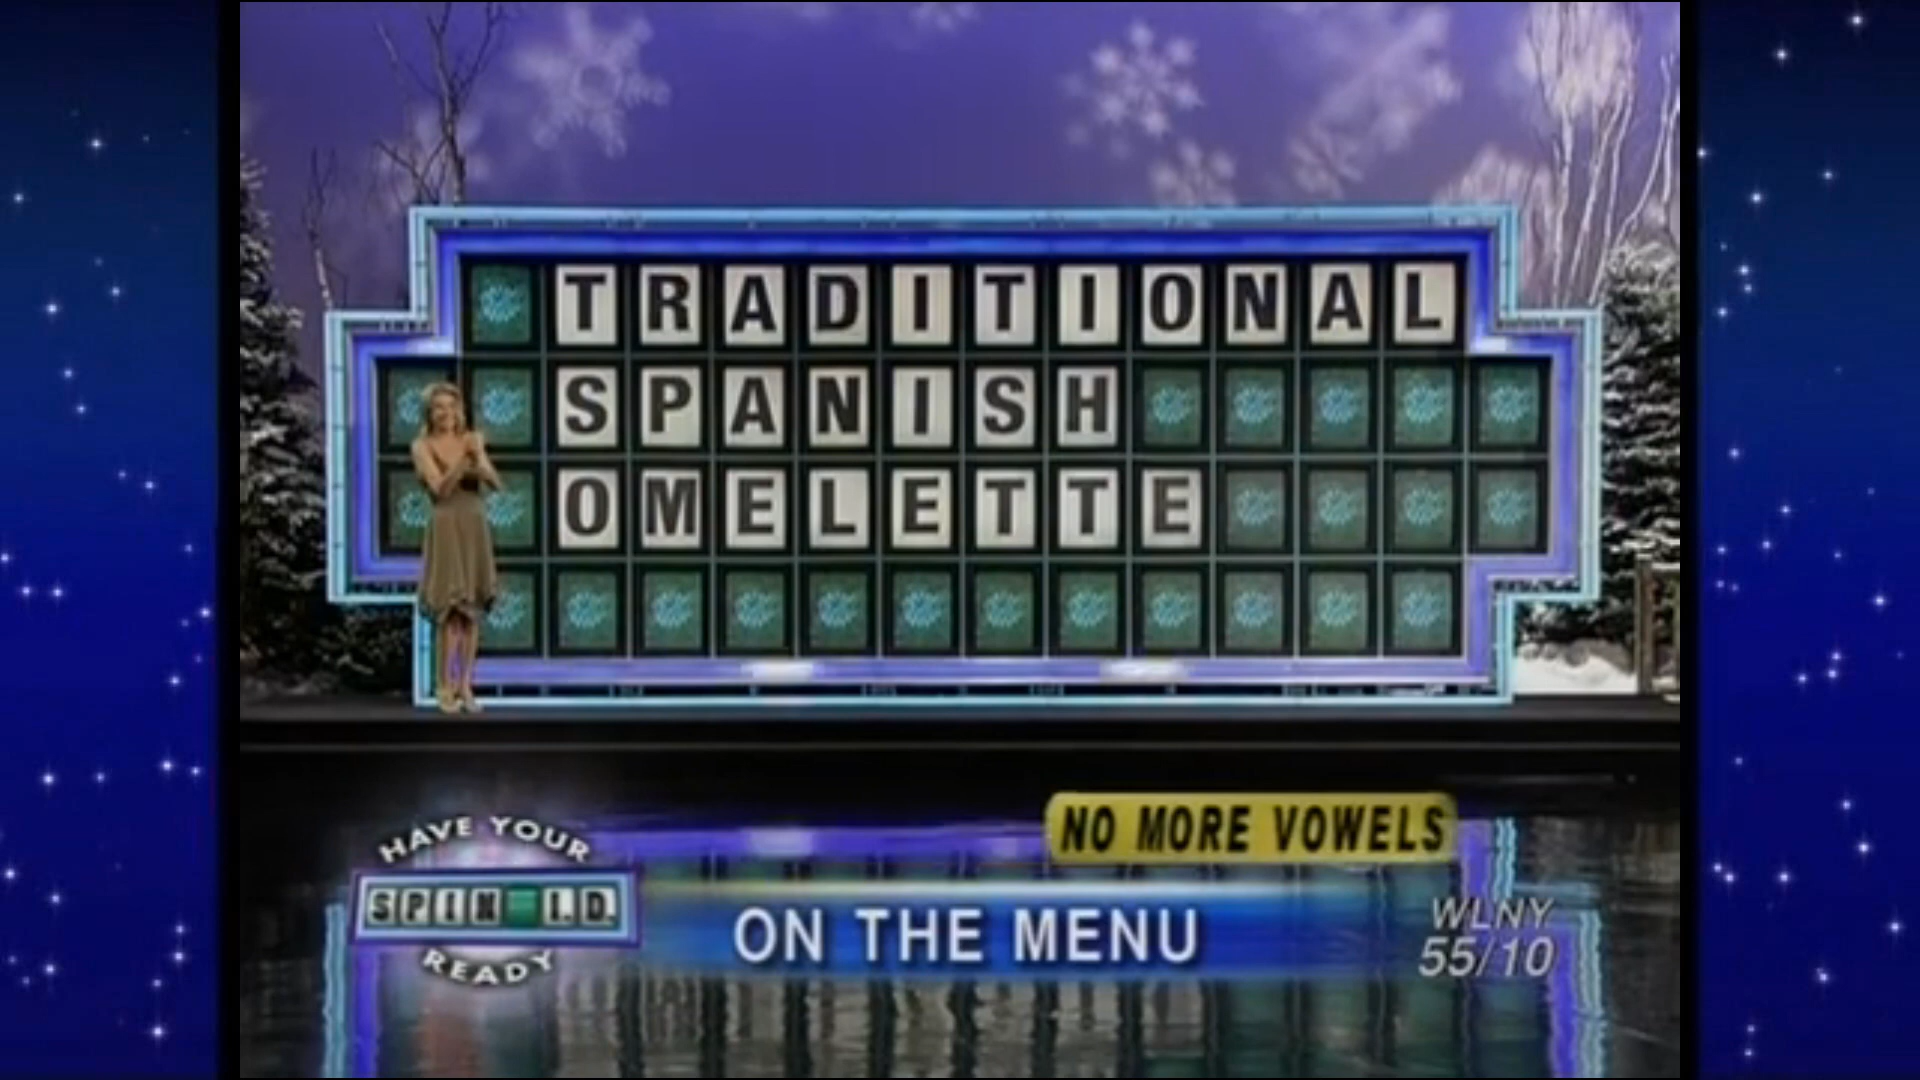 TRADITIONAL
SPANISH
OMELETTE
NO MORE VOWELS
HAVE YOUR
SPIN I.D.
READY
ON THE MENU
WLNY
55/10